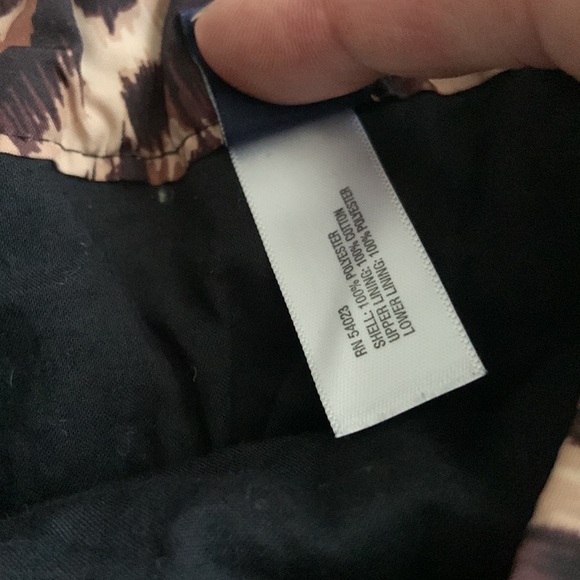 RN 54023
SHELL: 100% POLYESTER
UPPER LINING: 100% COTTON
LOWER LINING: 100% POLYESTER